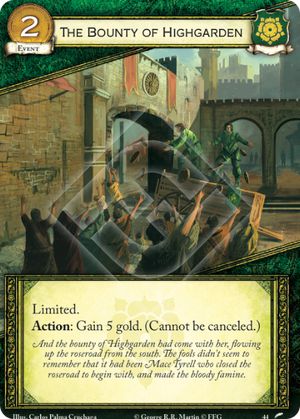 2
EVENT
THE BOUNTY OF HIGHGARDEN
Limited.
Action: Gain 5 gold. (Cannot be canceled.)
And the bounty of Highgarden had come with her, flowing
up the roseroad from the south. The fools didn't seem to
remember that it had been Mace Tyrell who closed the
roseroad to begin with, and made the bloody famine.
Illus. Carlos Palma Cruchaga
© George R.R. Martin © FFG
44